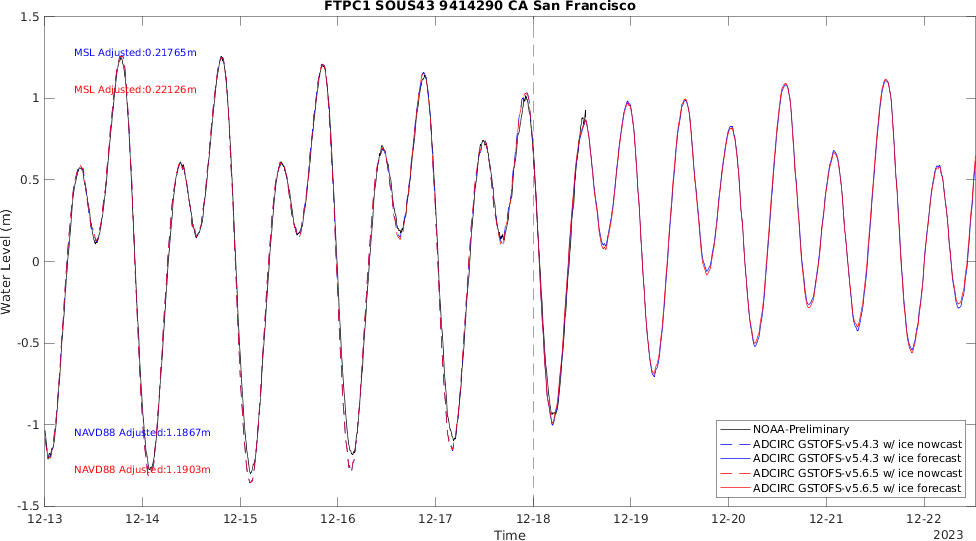 FTPC1 SOUS43 9414290 CA San Francisco
1.5
MSL Adjusted:0.21765m
1
MSL Adjusted:0.22126m
0.5
0
Water Level (m)
-0.5
-1
NAVD88 Adjusted:1.1867m
NAVD88 Adjusted:1.1903m
-1.5
NOAA-Preliminary
ADCIRC GSTOFS-v5.4.3 w/ ice nowcast
ADCIRC GSTOFS-v5.4.3 w/ ice forecast
ADCIRC GSTOFS-v5.6.5 w/ ice nowcast
ADCIRC GSTOFS-v5.6.5 w/ ice forecast
12-13 12-14 12-15 12-16 12-17 12-18 12-19 12-20 12-21 12-22
Time
2023